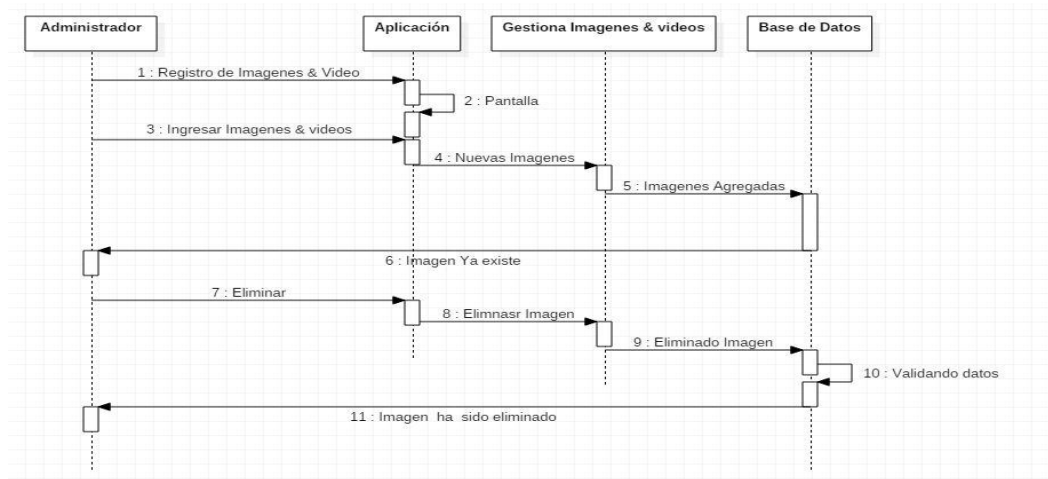 Administrador
Aplicación
Gestiona Imagenes & videos
Base de Datos
1 : Registro de Imagenes & Video
2 : Pantalla
3 : Ingresar Imagenes & videos
4 : Nuevas Imagenes
5 : Imagenes Agregadas
6 : Imagen Ya existe
7 : Eliminar
8 : Elimnasr Imagen
9 : Eliminado Imagen
10 : Validando datos
11 : Imagen ha sido eliminado